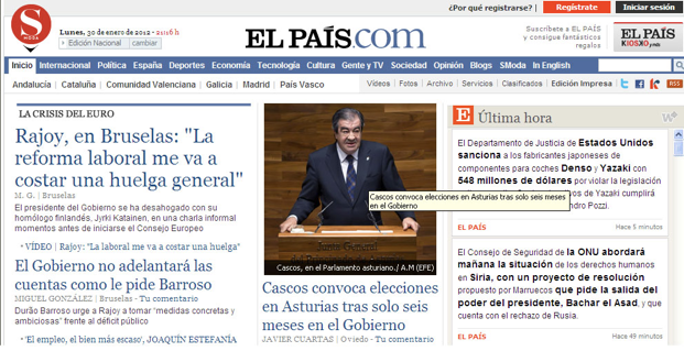 ¿Por qué registrarse?
Regístrate
Iniciar sesión
S
MODA
Lunes, 30 de enero de 2012 - 21:16 h
Edición Nacional
cambiar
EL PAÍS.com
Suscríbete a EL PAÍS
y consigue fantásticos
regalos
EL PAÍS
KIOSKO y más
Inicio Internacional Política España Deportes Economía Tecnología Cultura Gente y TV Sociedad Opinión Blogs SModa In English
Andalucía Cataluña Comunidad Valenciana Galicia Madrid País Vasco
Vídeos Fotos Archivo Servicios Clasificados Edición Impresa
LA CRISIS DEL EURO
Rajoy, en Bruselas: "La
reforma laboral me va a
costar una huelga general"
M. G. | Bruselas
El presidente del Gobierno se ha desahogado con su
homólogo finlandés, Jyrki Katainen, en una charla informal
momentos antes de iniciarse el Consejo Europeo
VÍDEO | Rajoy: "La laboral me va a costar una huelga"
El Gobierno no adelantará las
cuentas como le pide Barroso
MIGUEL GONZÁLEZ | Bruselas - Tu comentario
Durão Barroso urge a Rajoy a tomar "medidas concretas y
ambiciosas" frente al déficit público
'El empleo, el bien más escaso', JOAQUÍN ESTEFANÍA
Cascos convoca elecciones en Asturias tras solo seis meses
en el Gobierno
Junta General
Cascos, en el Parlamento asturiano./ A.M (EFE)
Cascos convoca elecciones
en Asturias tras solo seis
meses en el Gobierno
JAVIER CUARTAS | Oviedo - Tu comentario
E Última hora
El Departamento de Justicia de Estados Unidos
sanciona a los fabricantes japoneses de
componentes para coches Denso y Yazaki con
548 millones de dólares por violar la legislación
vos de Yazaki cumplirá
ndro Pozzi.
EL PAÍS
Hace 5 minutos
El Consejo de Seguridad de la ONU abordará
mañana la situación de los derechos humanos
en Siria, con un proyecto de resolución
propuesto por Marruecos que pide la salida del
poder del presidente, Bachar el Asad, y que
cuenta con el rechazo de Rusia.
EL PAÍS
Hace 49 minutos